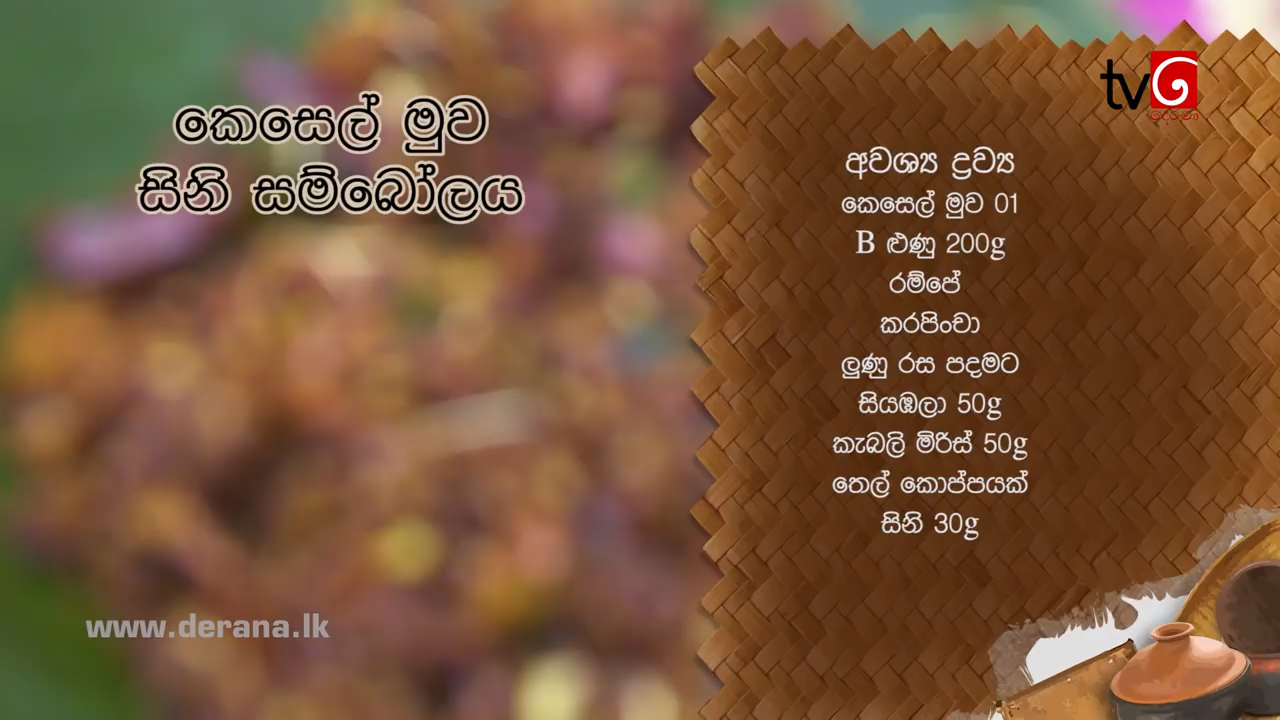 කෙසෙල් මුව
සිනි සම්බෝලය
tv
දෙරණ
අවශ්‍ය ද්‍රව්‍ය
කෙසෙල් මුව 01
B ළූණු 200g
රම්පේ
කරපිංචා
ලුණු රස පදමට
සියඹලා 50g
කැබලි මිරිස් 50g
තෙල් කොප්පයක්
සිනි 30g
www.derana.lk